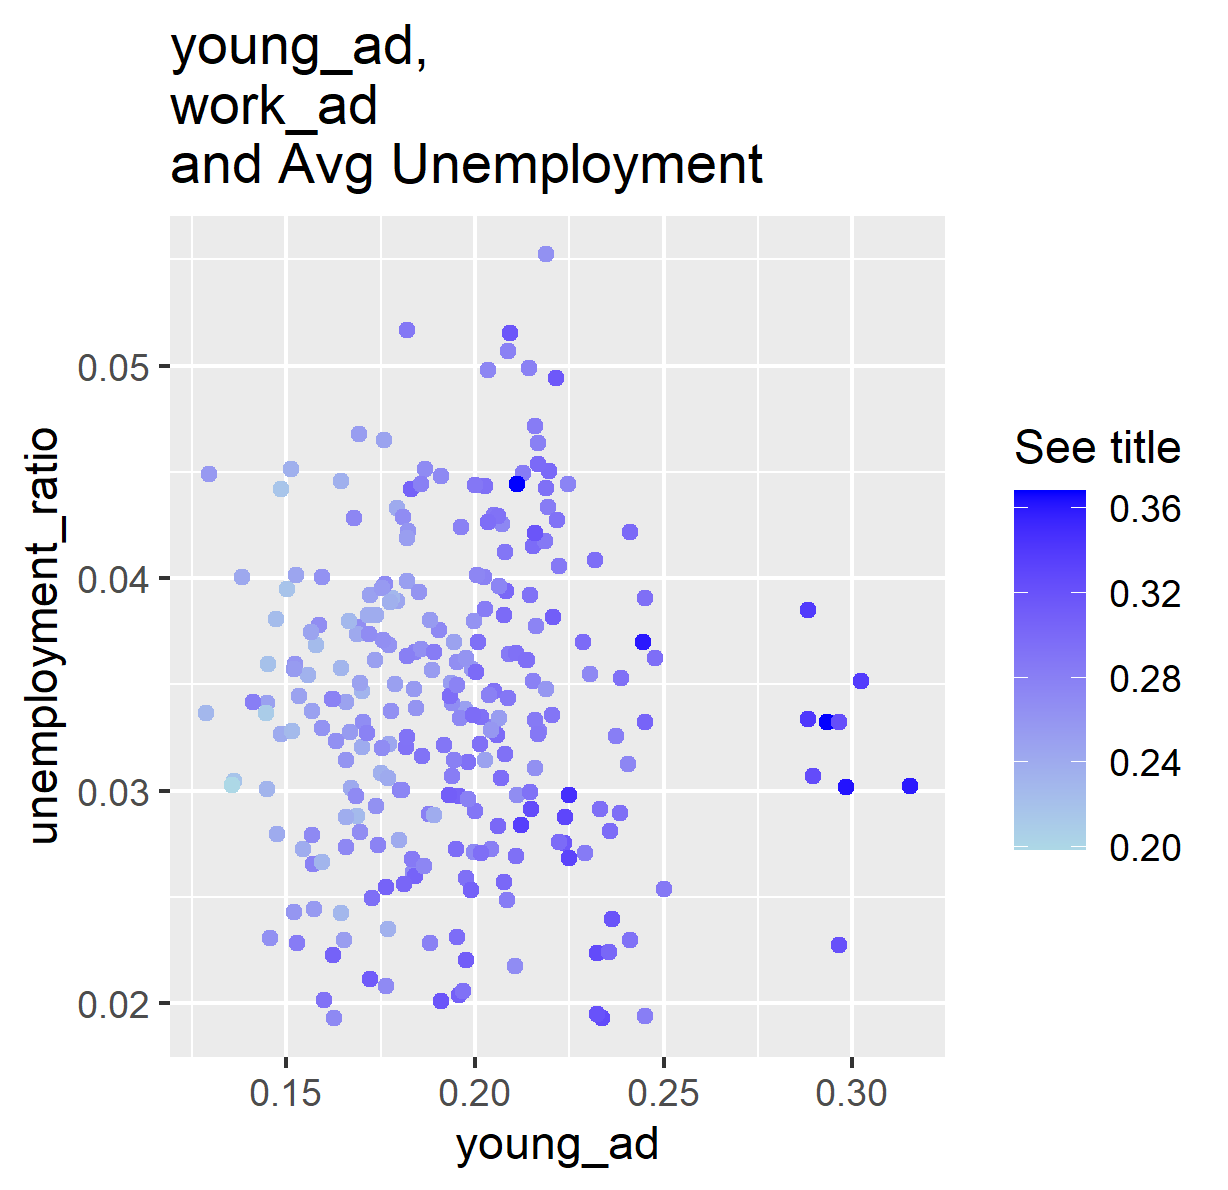 young_ad,
work_ad
and Avg Unemployment
unemployment_ratio
0.05
0.04
0.03
0.02
0.15 0.20 0.25 0.30
young_ad
See title
0.36
0.32
0.28
0.24
0.20